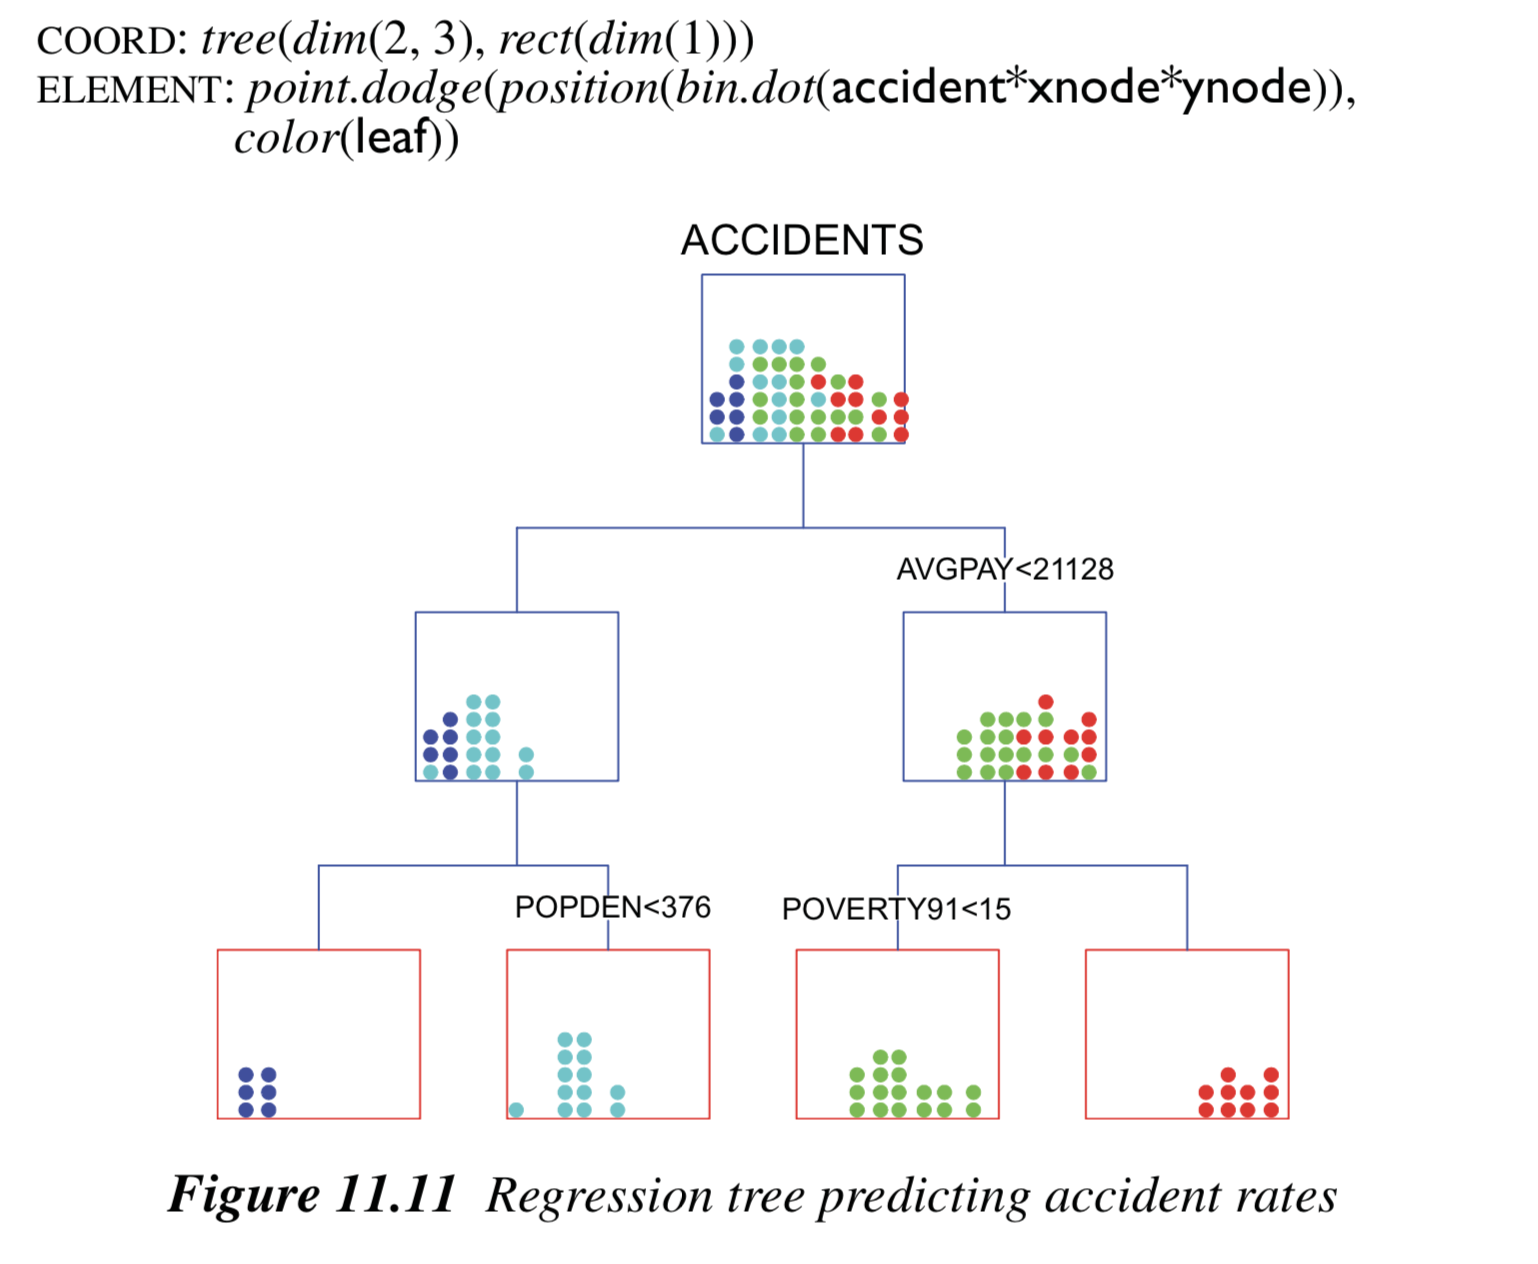 COORD: tree(dim(2, 3), rect(dim(1)))
ELEMENT: point.dodge(position(bin.dot(accident*xnode*ynode)),
color(leaf))
ACCIDENTS
AVGPAY<21128
POPDEN<376
POVERTY91<15
Figure 11.11 Regression tree predicting accident rates